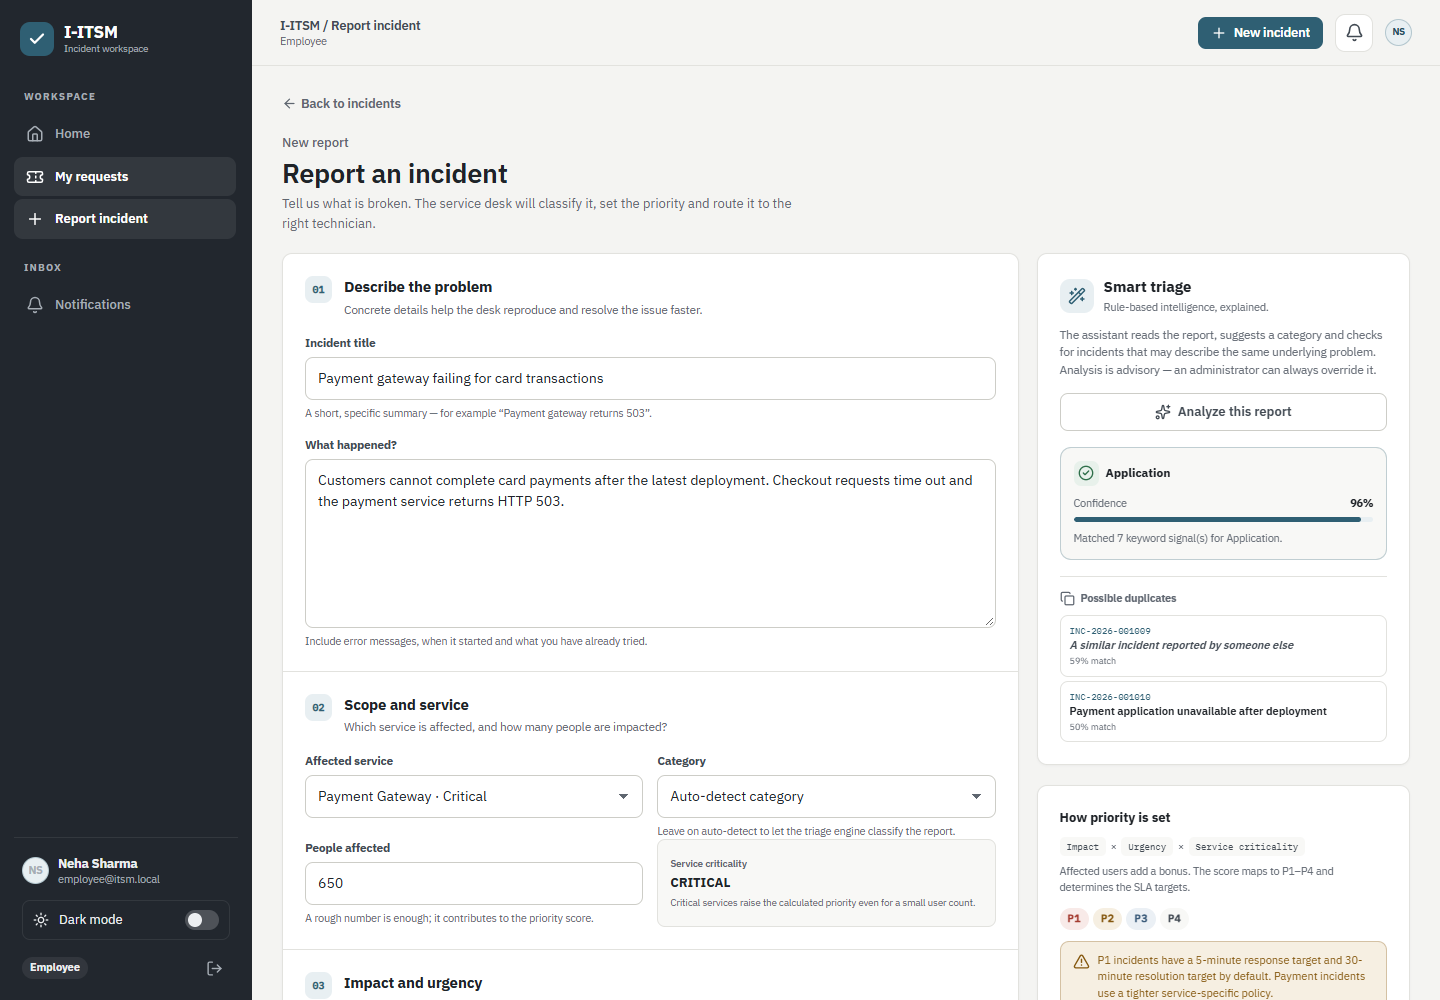 I-ITSM
Incident workspace
WORKSPACE
Home
My requests
Report incident
INBOX
Notifications
NS
Neha Sharma
employee@itsm.local
Dark mode
Employee
I-ITSM / Report incident
Employee
New incident
NS
Back to incidents
New report
Report an incident
Tell us what is broken. The service desk will classify it, set the priority and route it to the
right technician.
01
Describe the problem
Concrete details help the desk reproduce and resolve the issue faster.
Incident title
Payment gateway failing for card transactions
A short, specific summary — for example “Payment gateway returns 503”.
What happened?
Customers cannot complete card payments after the latest deployment. Checkout requests time out and
the payment service returns HTTP 503.
Include error messages, when it started and what you have already tried.
02
Scope and service
Which service is affected, and how many people are impacted?
Affected service
Payment Gateway · Critical
Category
Auto-detect category
Leave on auto-detect to let the triage engine classify the report.
People affected
650
A rough number is enough; it contributes to the priority score.
Service criticality
CRITICAL
Critical services raise the calculated priority even for a small user count.
03
Impact and urgency
Smart triage
Rule-based intelligence, explained.
The assistant reads the report, suggests a category and checks
for incidents that may describe the same underlying problem.
Analysis is advisory — an administrator can always override it.
Analyze this report
Application
Confidence
96%
Matched 7 keyword signal(s) for Application.
Possible duplicates
INC-2026-001009
A similar incident reported by someone else
59% match
INC-2026-001010
Payment application unavailable after deployment
50% match
How priority is set
Impact × Urgency × Service criticality
Affected users add a bonus. The score maps to P1–P4 and
determines the SLA targets.
P1 P2 P3 P4
P1 incidents have a 5-minute response target and 30-
minute resolution target by default. Payment incidents
use a tighter service-specific policy.